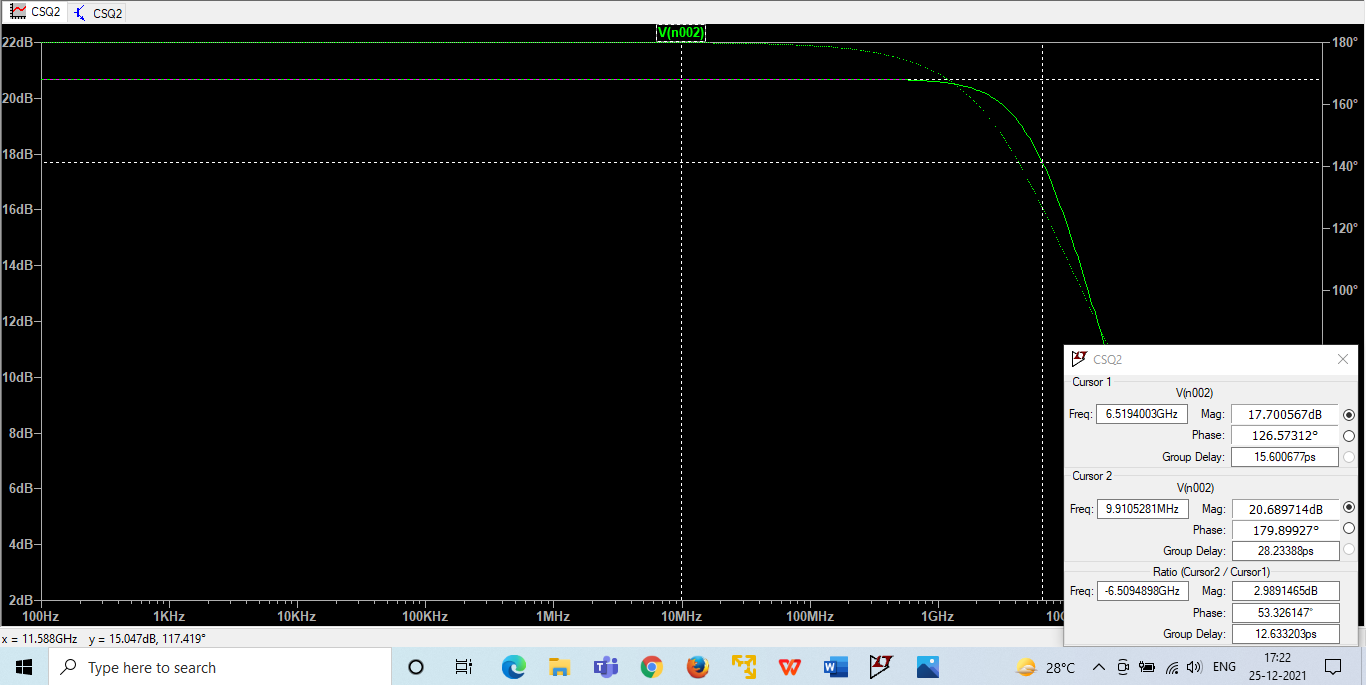 CSQ2 CSQ2
V(n002)
22dB 180°
20dB 160°
18dB 140°
16dB 120°
14dB 100°
12dB
10dB
8dB
6dB
4dB
2dB
100Hz 1KHz 10KHz 100KHz 1MHz 10MHz 100MHz 1GHz
CSQ2
Cursor 1
V(n002)
Freq: 6.5194003GHz Mag: 17.700567dB
Phase: 126.57312°
Group Delay: 15.600677ps
Cursor 2
V(n002)
Freq: 9.9105281MHz Mag: 20.689714dB
Phase: 179.89927°
Group Delay: 28.23388ps
Ratio (Cursor2 / Cursor1)
Freq: -6.5094898GHz Mag: 2.9891465dB
Phase: 53.326147°
Group Delay: 12.633203ps
x = 11.588GHz y = 15.047dB, 117.419°
Type here to search
28°C ENG 17:22
25-12-2021